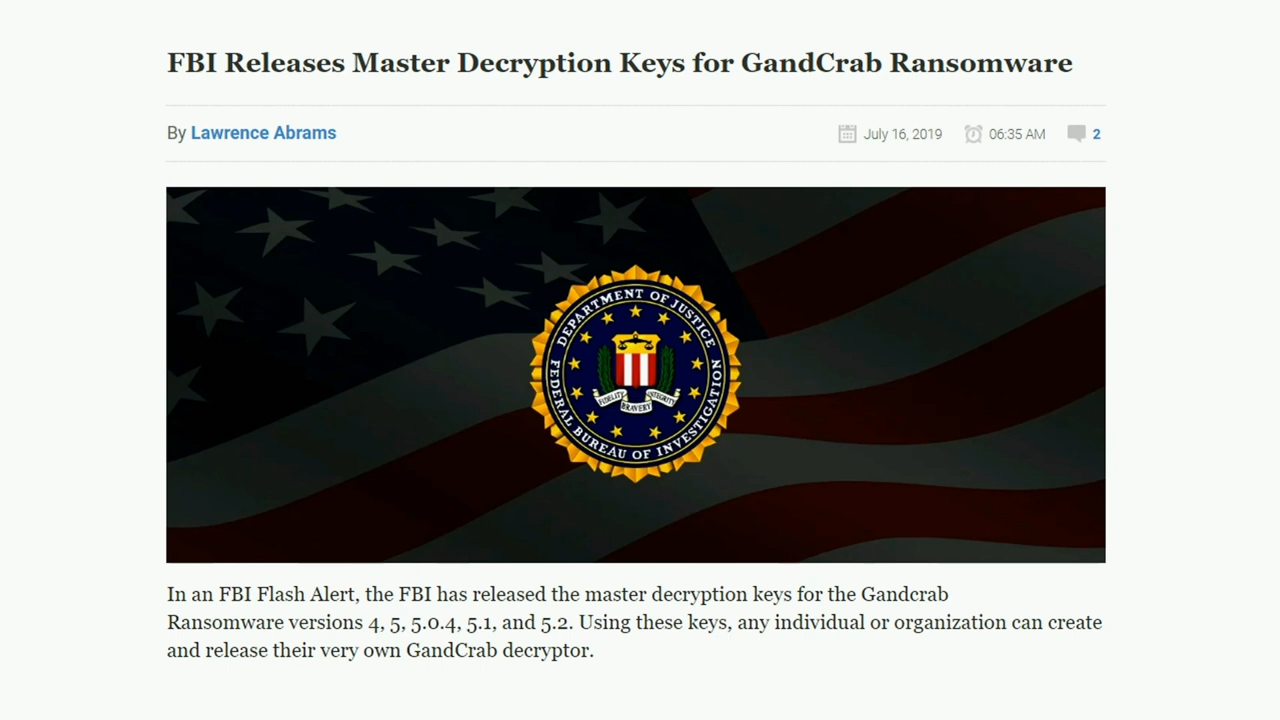 FBI Releases Master Decryption Keys for GandCrab Ransomware
By Lawrence Abrams
July 16, 2019 06:35 AM 2
DEPARTMENT OF JUSTICE
FIDELITY BRAVERY INTEGRITY
FEDERAL BUREAU OF INVESTIGATION
In an FBI Flash Alert, the FBI has released the master decryption keys for the Gandcrab
Ransomware versions 4, 5, 5.0.4, 5.1, and 5.2. Using these keys, any individual or organization can create
and release their very own GandCrab decryptor.